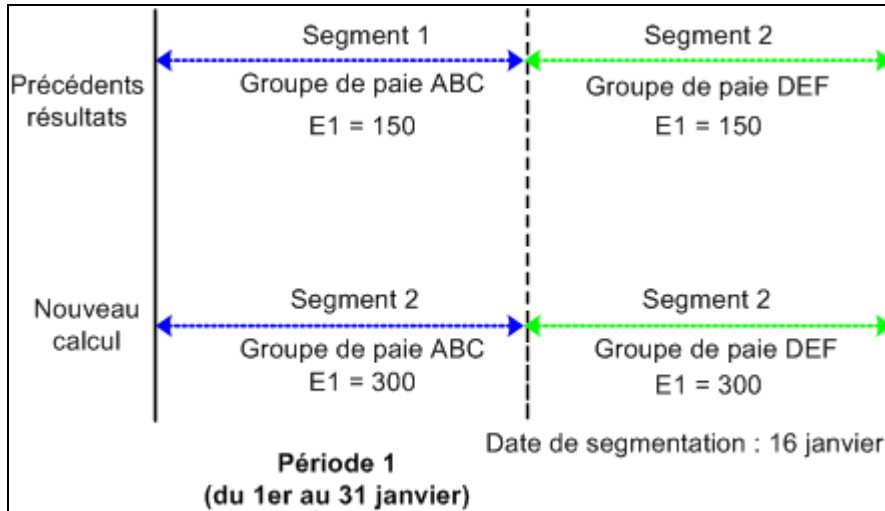 Segment 1
Segment 2
Précédents
résultats
Groupe de paie ABC
Groupe de paie DEF
E1 = 150
E1 = 150
Nouveau
calcul
Segment 2
Segment 2
Groupe de paie ABC
Groupe de paie DEF
E1 = 300
E1 = 300
Date de segmentation : 16 janvier
Période 1
(du 1er au 31 janvier)